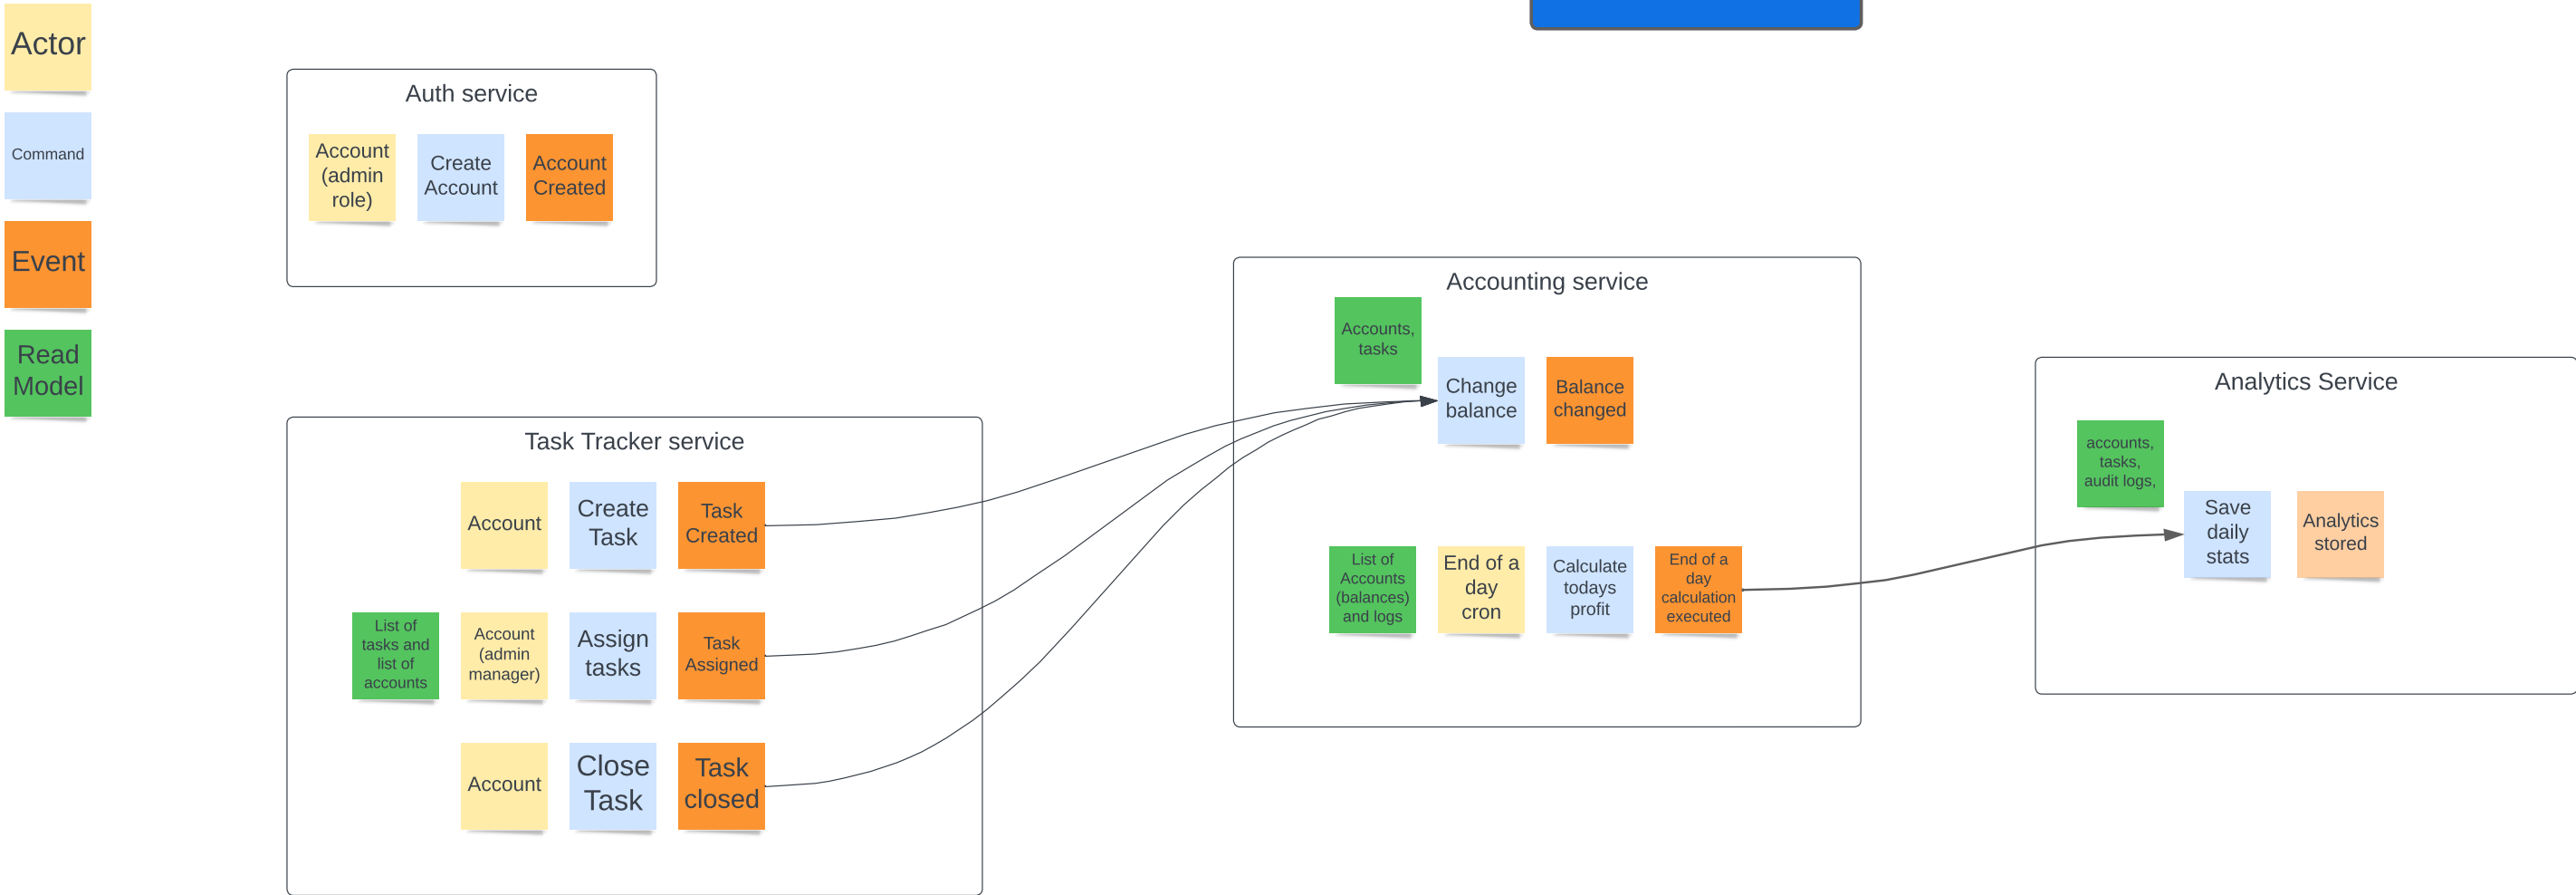 Actor
Command
Event
Read
Model
Auth service
Account
(admin
role)
Create
Account
Account
Created
Task Tracker service
Account
Create
Task
Task
Created
List of
tasks and
list of
accounts
Account
(admin
manager)
Assign
tasks
Task
Assigned
Account
Close
Task
Task
closed
Accounting service
Accounts,
tasks
Change
balance
Balance
changed
List of
Accounts
(balances)
and logs
End of a
day
cron
Calculate
todays
profit
End of a
day
calculation
executed
Analytics Service
accounts,
tasks,
audit logs,
Save
daily
stats
Analytics
stored